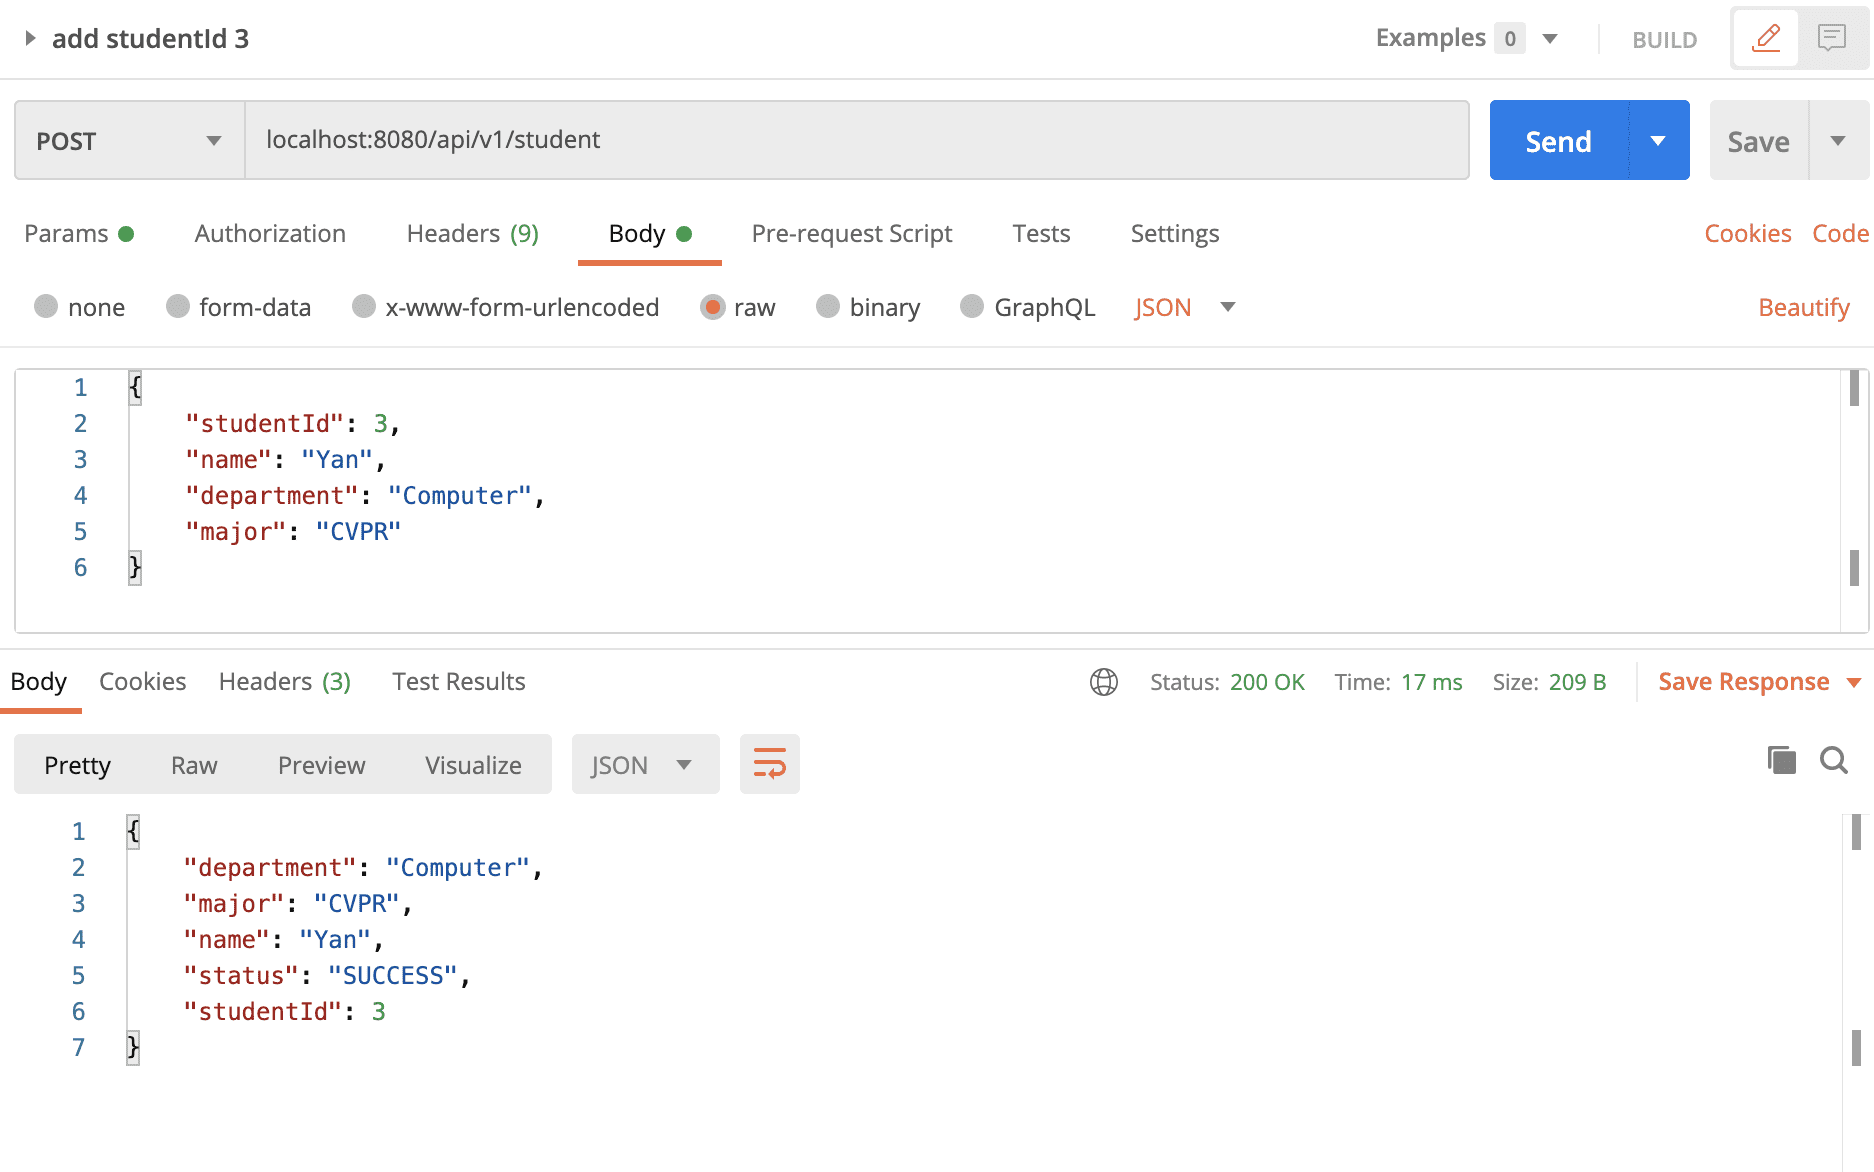 add studentId 3 Examples 0 BUILD
POST localhost:8080/api/v1/student Send Save
Params Authorization Headers (9) Body Pre-request Script Tests Settings Cookies Code
none form-data x-www-form-urlencoded raw binary GraphQL JSON Beautify
1 {
2 "studentId": 3,
3 "name": "Yan",
4 "department": "Computer",
5 "major": "CVPR"
6 }
Body Cookies Headers (3) Test Results Status: 200 OK Time: 17 ms Size: 209 B Save Response
Pretty Raw Preview Visualize JSON
1 {
2 "department": "Computer",
3 "major": "CVPR",
4 "name": "Yan",
5 "status": "SUCCESS",
6 "studentId": 3
7 }